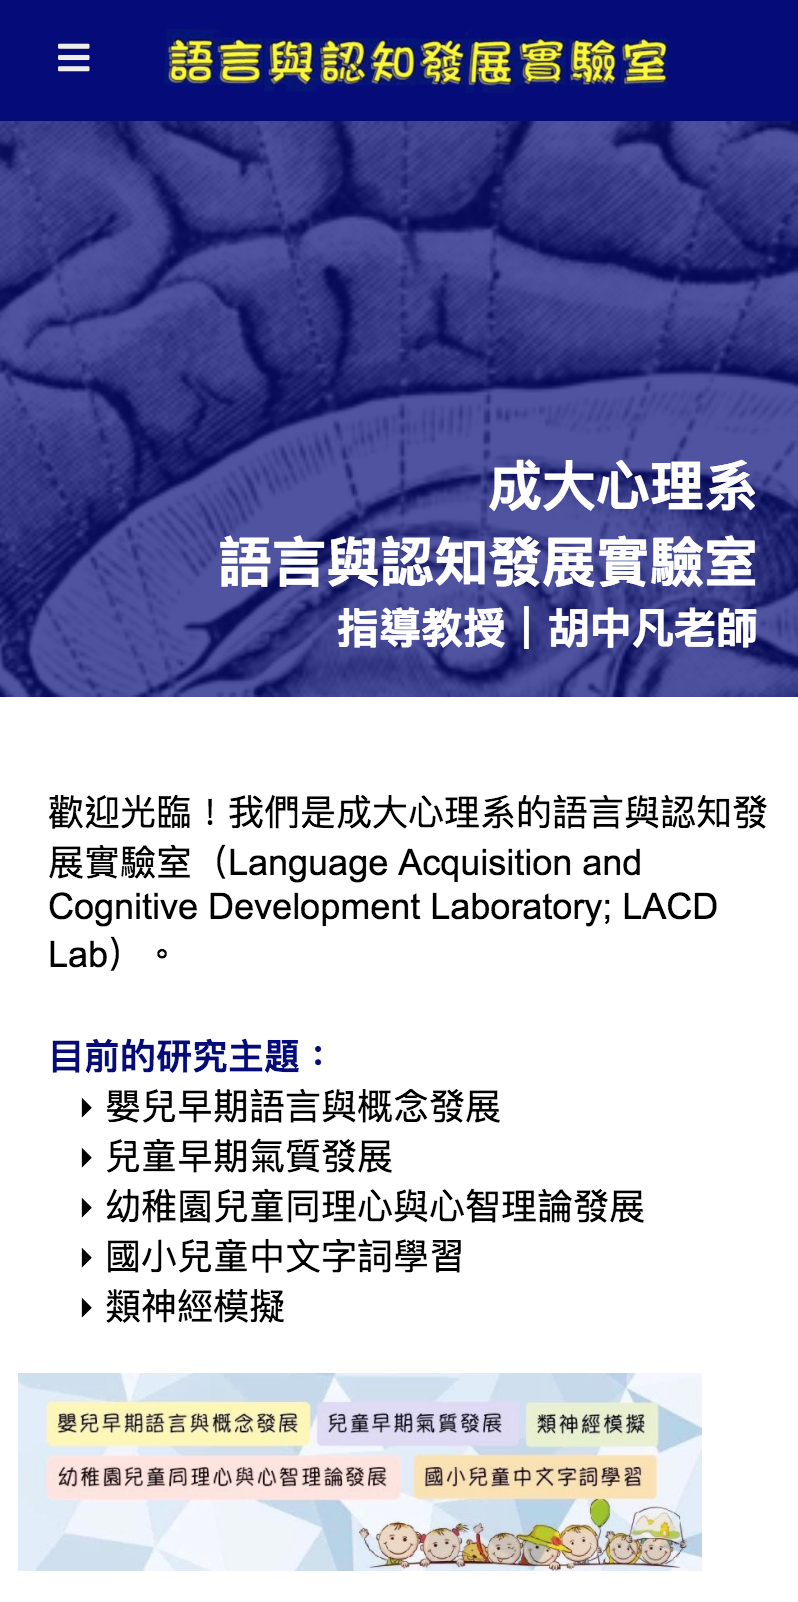 語言與認知發展實驗室
成大心理系
語言與認知發展實驗室
指導教授｜胡中凡老師
歡迎光臨！我們是成大心理系的語言與認知發
展實驗室（Language Acquisition and
Cognitive Development Laboratory; LACD
Lab）。
目前的研究主題：
嬰兒早期語言與概念發展
兒童早期氣質發展
幼稚園兒童同理心與心智理論發展
國小兒童中文字詞學習
類神經模擬
嬰兒早期語言與概念發展 兒童早期氣質發展 類神經模擬
幼稚園兒童同理心與心智理論發展 國小兒童中文字詞學習